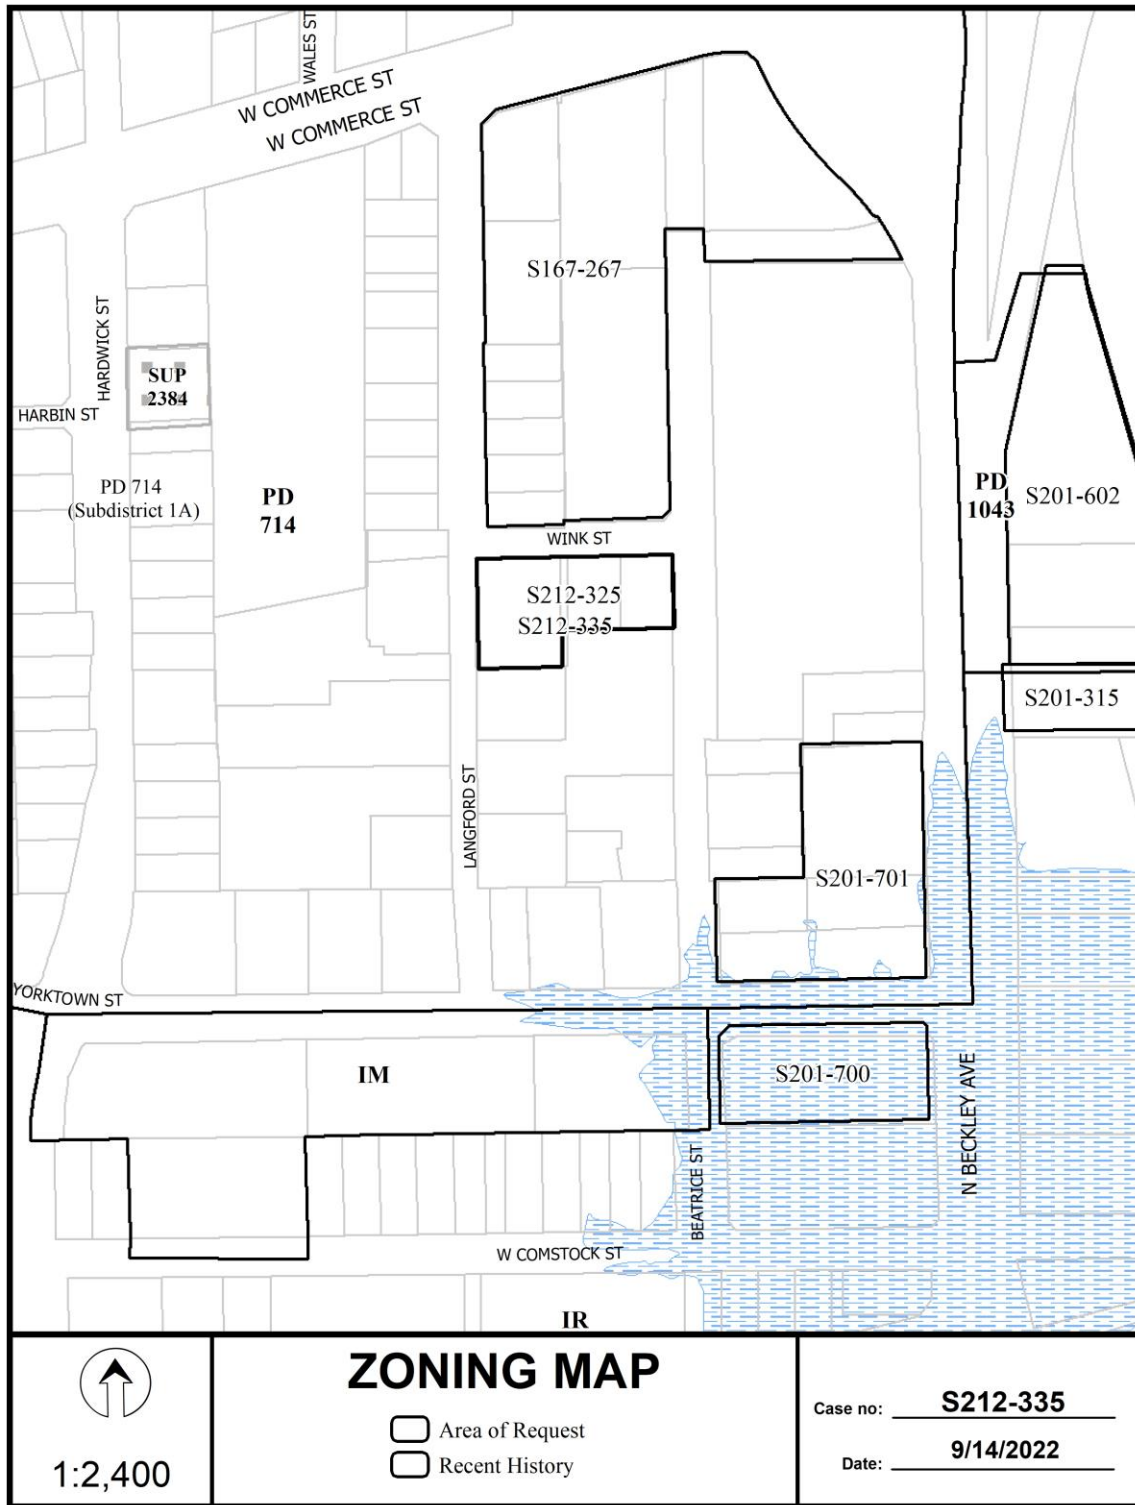 WALES ST
W COMMERCE ST
W COMMERCE ST
S167-267
HARDWICK ST
SUP
2384
HARBIN ST
PD 714
(Subdistrict 1A)
PD
714
PD
1043
S201-602
WINK ST
S212-325
S212-335
S201-315
LANGFORD ST
S201-701
YORKTOWN ST
IM
S201-700
N BECKLEY AVE
BEATRICE ST
W COMSTOCK ST
IR
1:2,400
ZONING MAP
Area of Request
Recent History
Case no: S212-335
Date: 9/14/2022